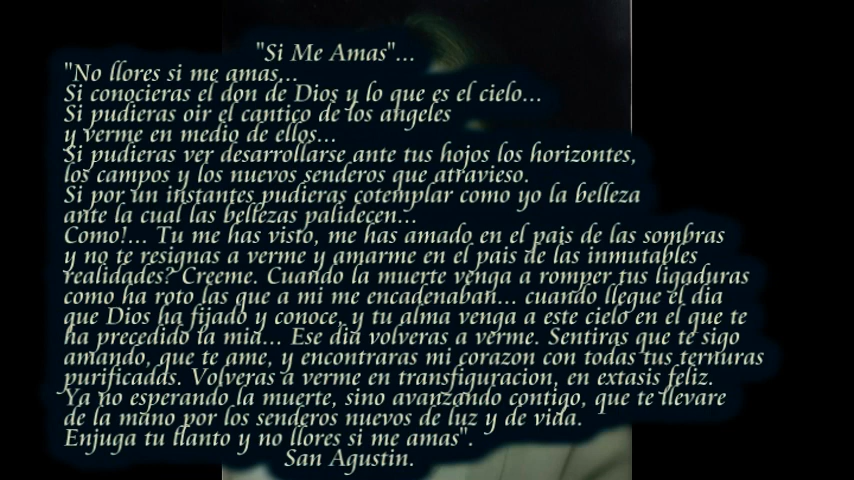 "Si Me Amas"...
"No llores si me amas...
Si conocieras el don de Dios y lo que es el cielo...
Si pudieras oir el cantico de los angeles
y verme en medio de ellos...
Si pudieras ver desarrollarse ante tus hojos los horizontes,
los campos y los nuevos senderos que atravieso.
Si por un instantes pudieras cotemplar como yo la belleza
ante la cual las bellezas palidecen...
Como!... Tu me has visto, me has amado en el pais de las sombras
y no te resignas a verme y amarme en el pais de las inmutables
realidades? Creeme. Cuando la muerte venga a romper tus ligaduras
como ha roto las que a mi me encadenaban... cuando llegue el dia
que Dios ha fijado y conoce, y tu alma venga a este cielo en el que te
ha precedido la mia... Ese dia volveras a verme. Sentiras que te sigo
amando, que te ame, y encontraras mi corazon con todas tus ternuras
purificadas. Volveras a verme en transfiguracion, en extasis feliz.
Ya no esperando la muerte, sino avanzando contigo, que te llevare
de la mano por los senderos nuevos de luz y de vida.
Enjuga tu llanto y no llores si me amas".
San Agustin.